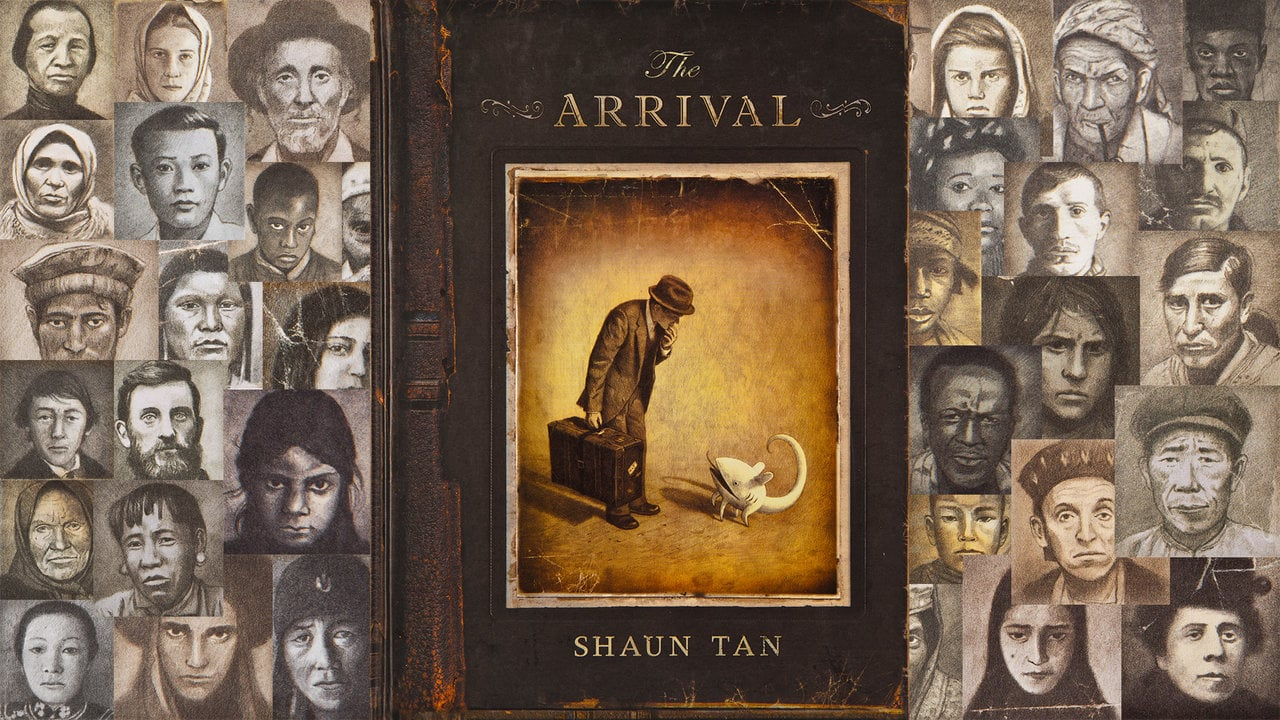 The
ARRIVAL
SHAUN TAN